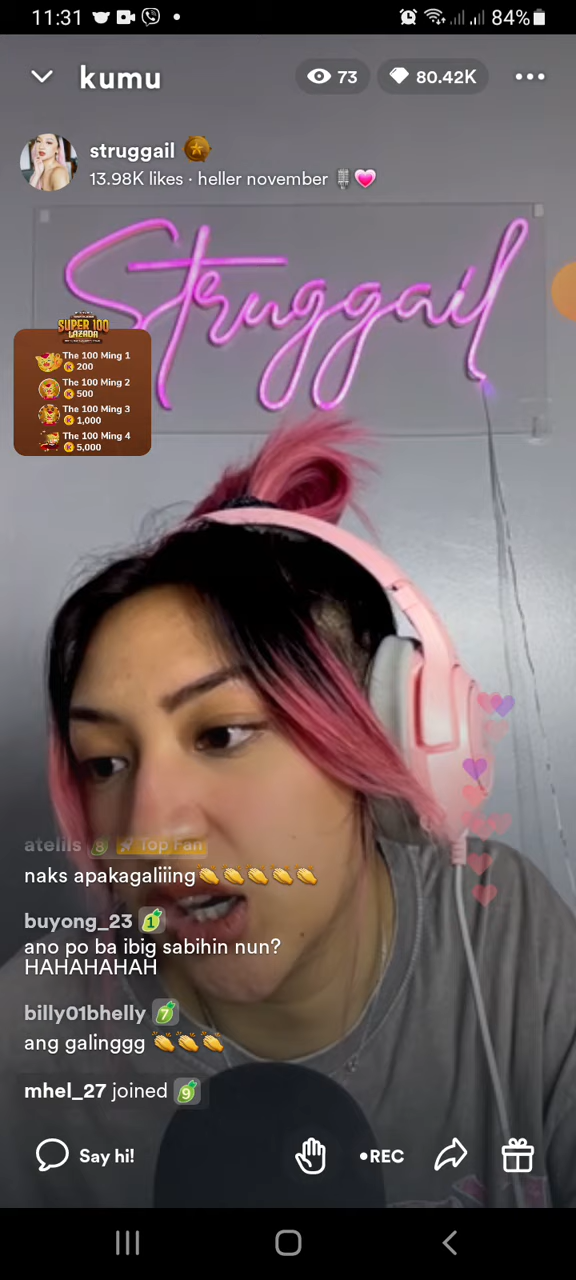 11:31 84%
kumu 73 80.42K
struggail
13.98K likes · heller november
Struggail
SUPER 100
LAZADA
The 100 Ming 1
200
The 100 Ming 2
500
The 100 Ming 3
1,000
The 100 Ming 4
5,000
atelils 8 Top Fan
naks apakagaliiing👏👏👏👏👏
buyong_23 1
ano po ba ibig sabihin nun?
HAHAHAHAH
billy01bhelly 7
ang galinggg 👏👏👏
mhel_27 joined 9
Say hi! •REC